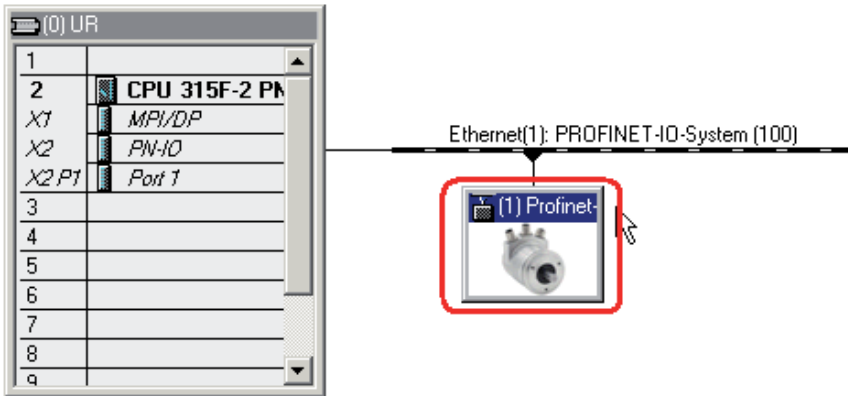 (0) UR
1
2 CPU 315F-2 PN
X1 MPI/DP
X2 PN-IO
X2 P1 Port 1
3
4
5
6
7
8
9
Ethernet(1): PROFINET-IO-System (100)
(1) Profinet-